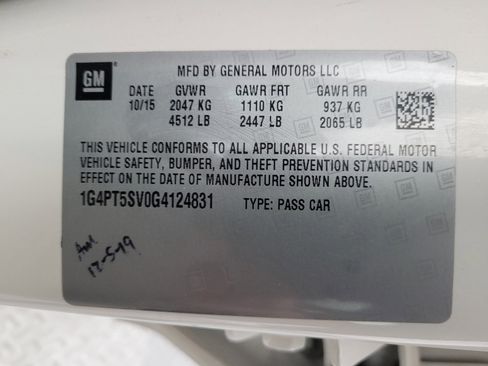 GM
MFD BY GENERAL MOTORS LLC
DATE GVWR GAWR FRT GAWR RR
10/15 2047 KG 1110 KG 937 KG
4512 LB 2447 LB 2065 LB
THIS VEHICLE CONFORMS TO ALL APPLICABLE U.S. FEDERAL MOTOR
VEHICLE SAFETY, BUMPER, AND THEFT PREVENTION STANDARDS IN
EFFECT ON THE DATE OF MANUFACTURE SHOWN ABOVE.
1G4PT5SV0G4124831 TYPE: PASS CAR
12-5-19